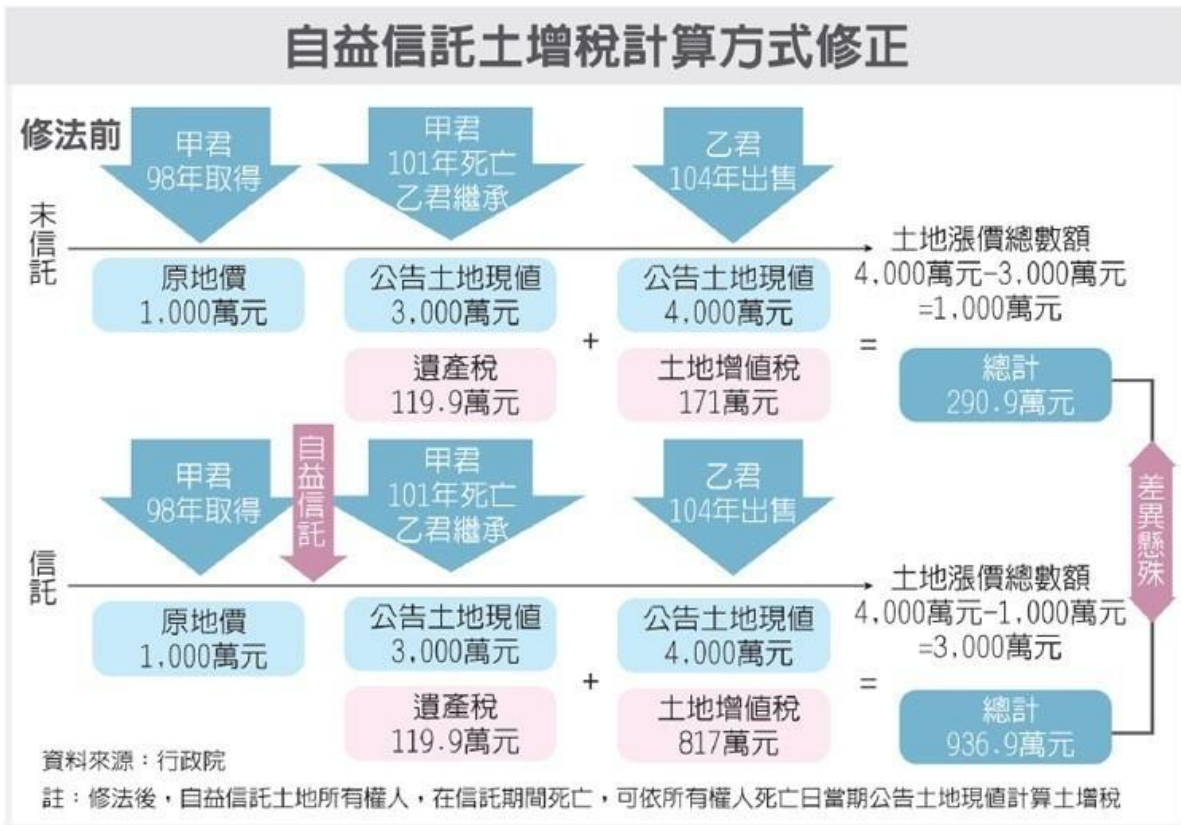 自益信託土增稅計算方式修正
修法前
甲君
98年取得
甲君
101年死亡
乙君繼承
乙君
104年出售
未信託
原地價
1,000萬元
公告土地現值
3,000萬元
公告土地現值
4,000萬元
土地漲價總數額
4,000萬元-3,000萬元
=1,000萬元
遺產稅
119.9萬元
+
土地增值稅
171萬元
=
總計
290.9萬元
甲君
98年取得
自益信託
甲君
101年死亡
乙君繼承
乙君
104年出售
差異懸殊
信託
原地價
1,000萬元
公告土地現值
3,000萬元
公告土地現值
4,000萬元
土地漲價總數額
4,000萬元-1,000萬元
=3,000萬元
遺產稅
119.9萬元
+
土地增值稅
817萬元
=
總計
936.9萬元
資料來源：行政院
註：修法後，自益信託土地所有權人，在信託期間死亡，可依所有權人死亡日當期公告土地現值計算土增稅